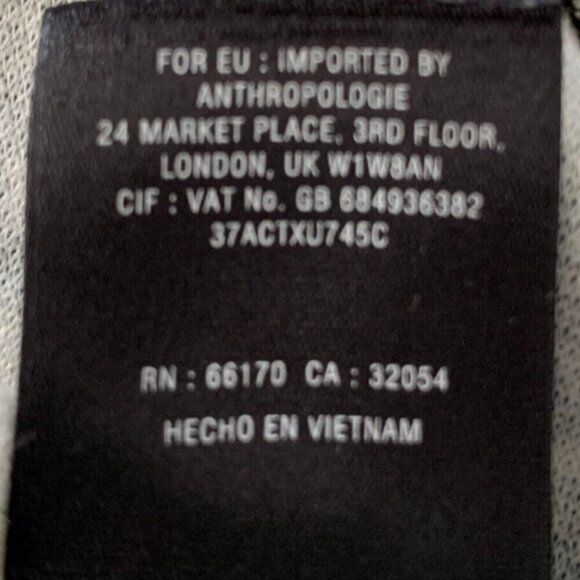 FOR EU : IMPORTED BY
ANTHROPOLOGIE
24 MARKET PLACE, 3RD FLOOR,
LONDON, UK W1W8AN
CIF : VAT No. GB 684936382
37ACTXU745C
RN : 66170 CA : 32054
HECHO EN VIETNAM